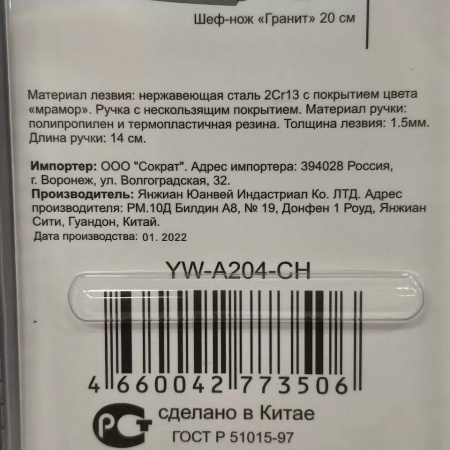 Шеф-нож «Гранит» 20 см
Материал лезвия: нержавеющая сталь 2Cr13 с покрытием цвета
«мрамор». Ручка с нескользящим покрытием. Материал ручки:
полипропилен и термопластичная резина. Толщина лезвия: 1.5мм.
Длина ручки: 14 см.
Импортер: ООО "Сократ". Адрес импортера: 394028 Россия,
г. Воронеж, ул. Волгоградская, 32.
Производитель: Янжиан Юанвей Индастриал Ко. ЛТД. Адрес
производителя: РМ.10Д Билдин А8, № 19, Донфен 1 Роуд, Янжиан
Сити, Гуандон, Китай.
Дата производства: 01. 2022
YW-A204-CH
4 660042 773506
РСТ сделано в Китае
ГОСТ Р 51015-97